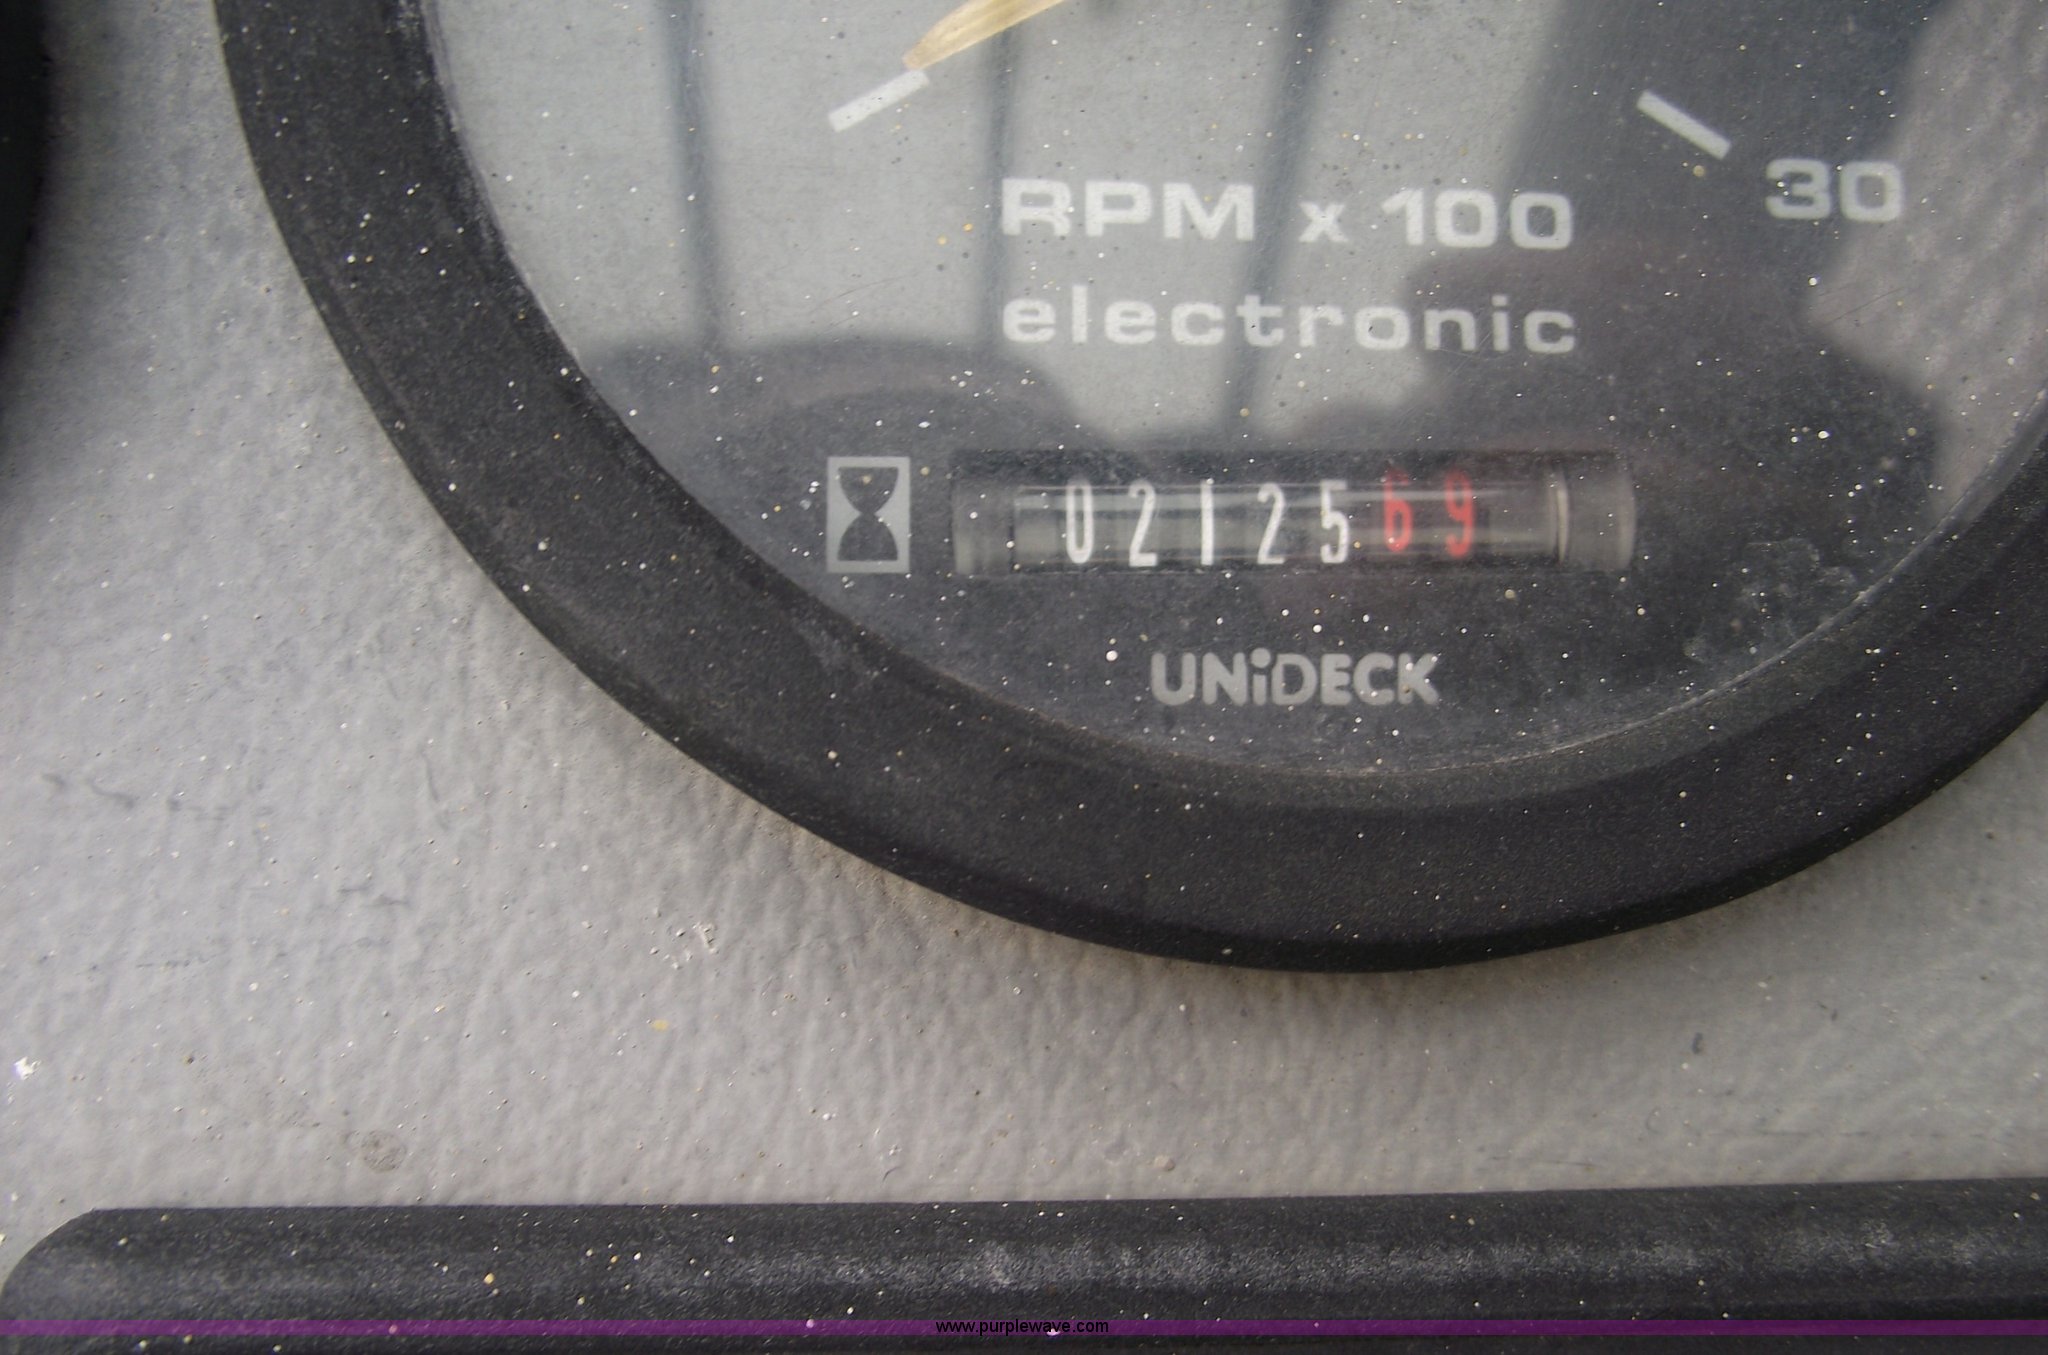 RPM x 100
30
electronic
0212569
UNiDECK
www.purplewave.com